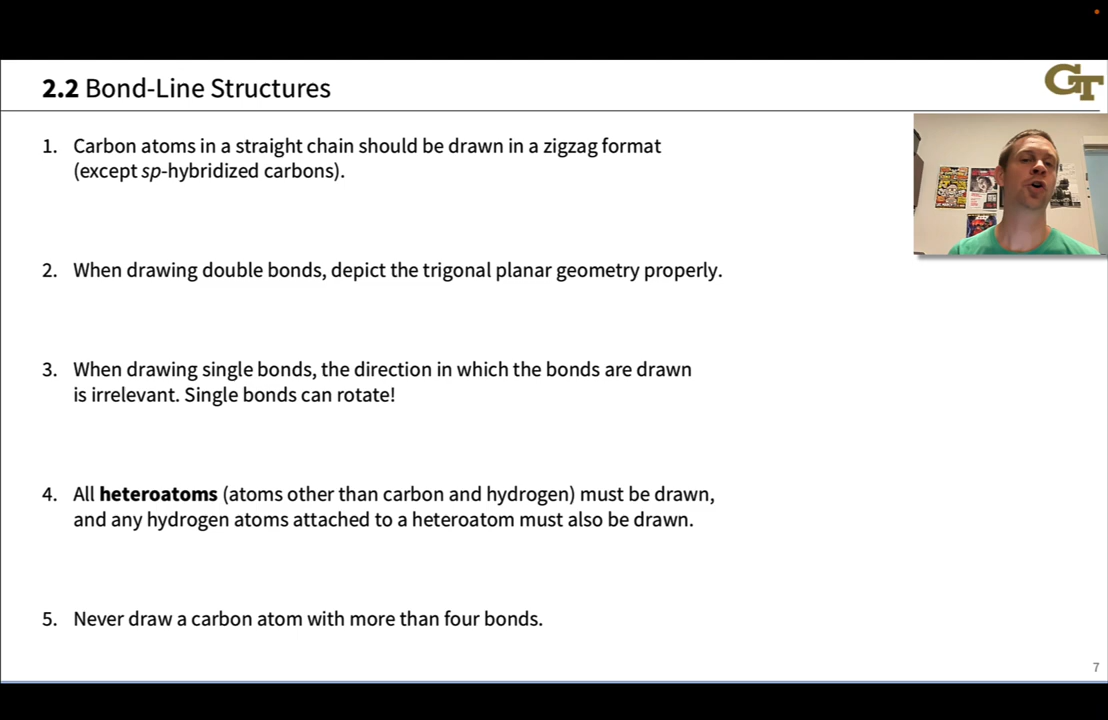 2.2 Bond-Line Structures
GT
1. Carbon atoms in a straight chain should be drawn in a zigzag format
(except sp-hybridized carbons).
2. When drawing double bonds, depict the trigonal planar geometry properly.
3. When drawing single bonds, the direction in which the bonds are drawn
is irrelevant. Single bonds can rotate!
4. All heteroatoms (atoms other than carbon and hydrogen) must be drawn,
and any hydrogen atoms attached to a heteroatom must also be drawn.
5. Never draw a carbon atom with more than four bonds.
7